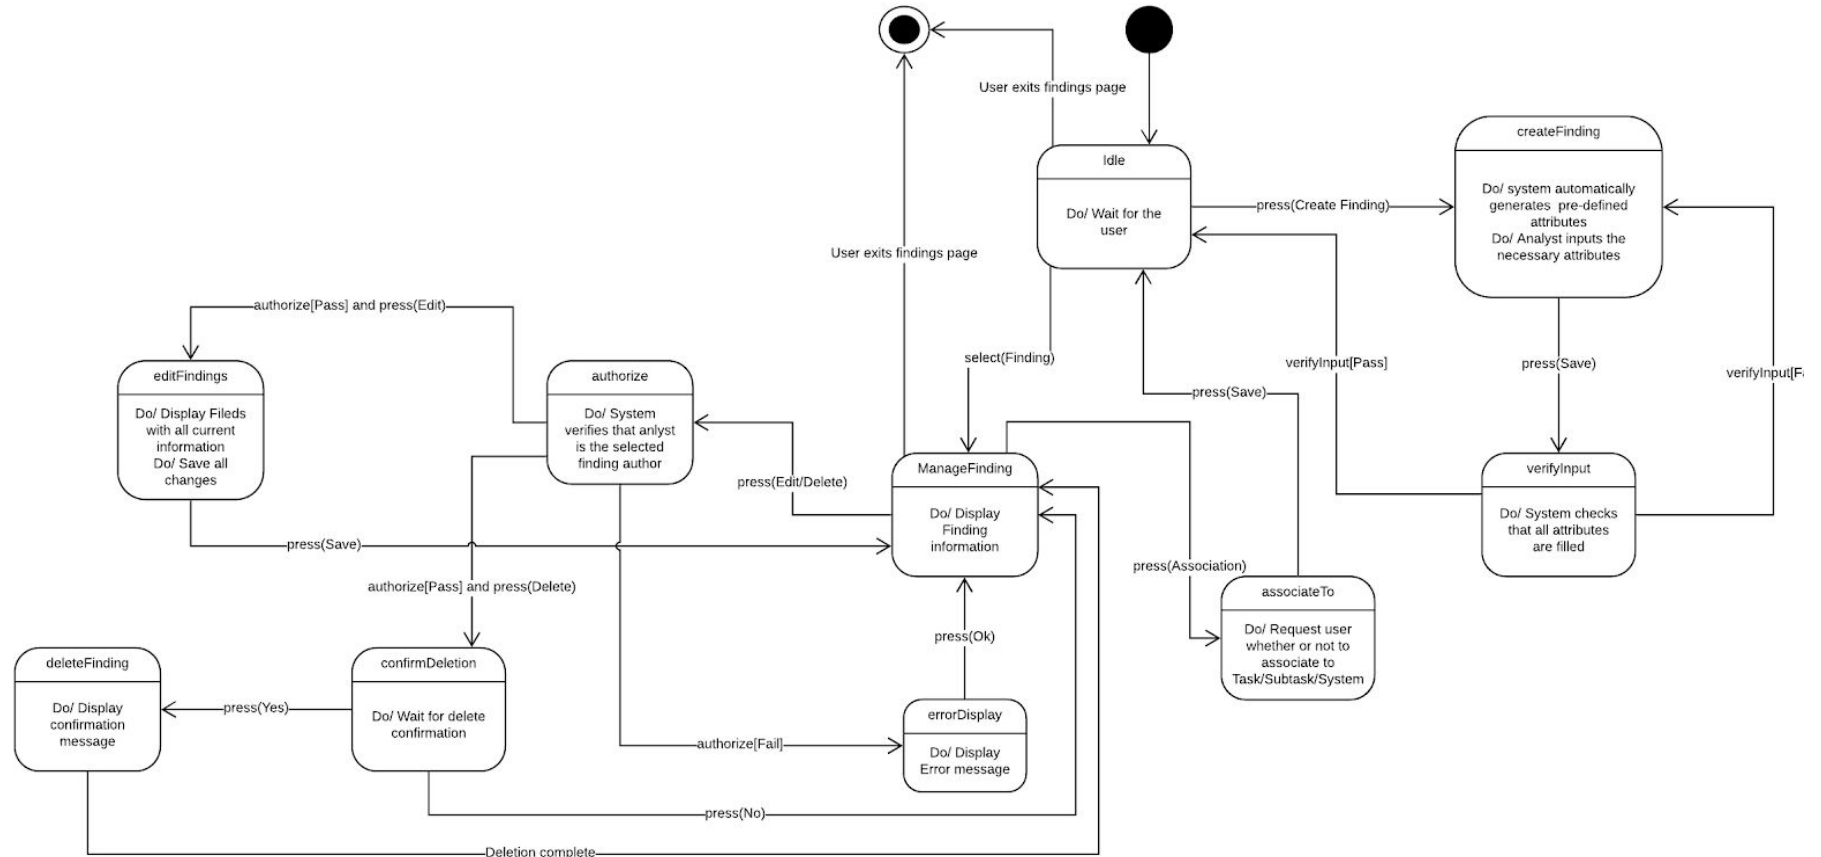 User exits findings page
createFinding
Idle
Do/ system automatically
generates pre-defined
attributes
Do/ Analyst inputs the
necessary attributes
press(Create Finding)
Do/ Wait for the
user
User exits findings page
authorize[Pass] and press(Edit)
select(Finding)
verifyInput[Pass]
press(Save)
verifyInput[F
editFindings
authorize
press(Save)
Do/ Display Fileds
with all current
information
Do/ Save all
changes
Do/ System
verifies that anlyst
is the selected
finding author
ManageFinding
verifyInput
press(Edit/Delete)
Do/ Display
Finding
information
Do/ System checks
that all attributes
are filled
press(Save)
press(Association)
authorize[Pass] and press(Delete)
associateTo
Do/ Request user
whether or not to
associate to
Task/Subtask/System
press(Ok)
deleteFinding
confirmDeletion
Do/ Display
confirmation
message
press(Yes)
Do/ Wait for delete
confirmation
errorDisplay
authorize[Fail]
Do/ Display
Error message
press(No)
Deletion complete